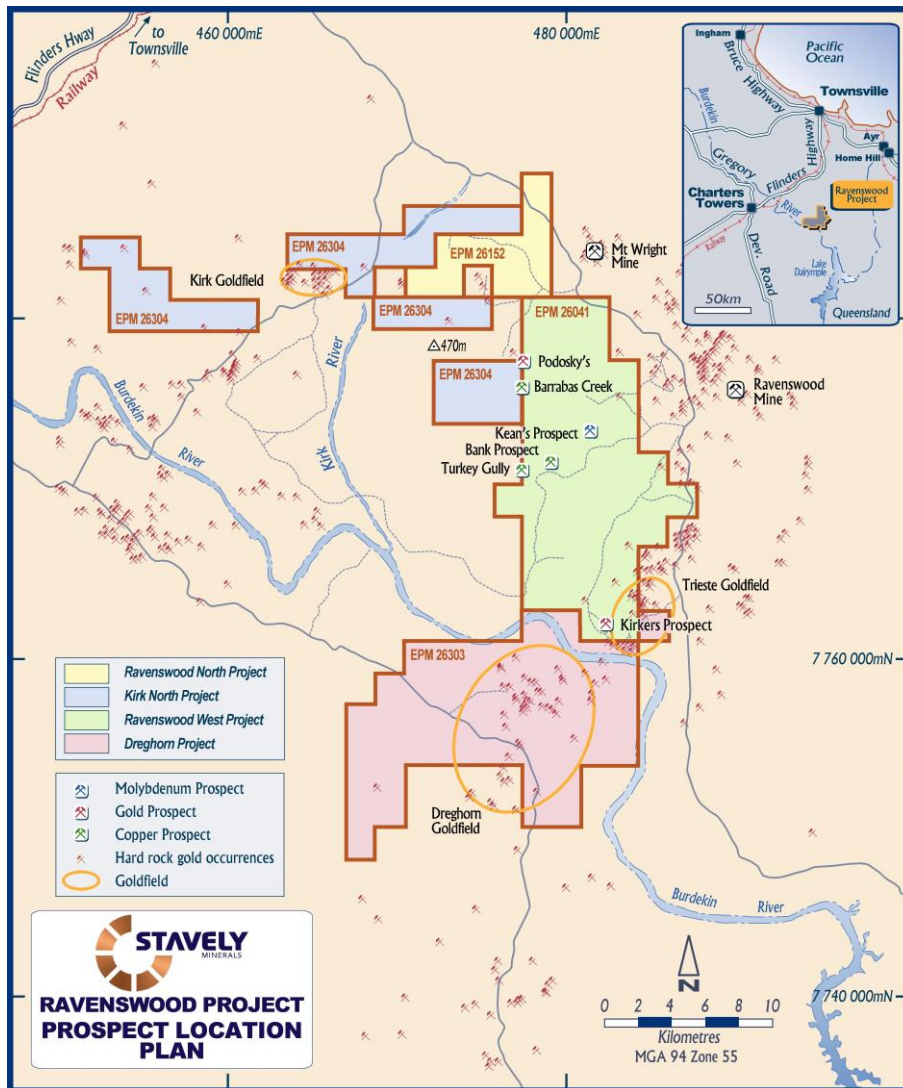 460 000mE
480 000mE
to
Townsville
Flinders Hwy
Railway
Ingham
Pacific
Ocean
Bruce Highway
Townsville
Burdekin
Ayr
Home Hill
Gregory
Highway
Flinders
Charters
Towers
River
Ravenswood
Project
Railway
Dev. Road
Lake
Dalrymple
50km
Queensland
EPM 26304
EPM 26152
Mt Wright
Mine
Kirk Goldfield
EPM 26304
EPM 26304
EPM 26041
470m
EPM 26304
Podosky's
Barrabas Creek
Ravenswood
Mine
Burdekin
River
Kirk
River
Kean's Prospect
Bank Prospect
Turkey Gully
Trieste Goldfield
Kirkers Prospect
EPM 26303
7 760 000mN
Ravenswood North Project
Kirk North Project
Ravenswood West Project
Dreghorn Project
Molybdenum Prospect
Gold Prospect
Copper Prospect
Hard rock gold occurrences
Goldfield
Dreghorn
Goldfield
Burdekin
River
STAVELY
MINERALS
RAVENSWOOD PROJECT
PROSPECT LOCATION
PLAN
N
7 740 000mN
0 2 4 6 8 10
Kilometres
MGA 94 Zone 55